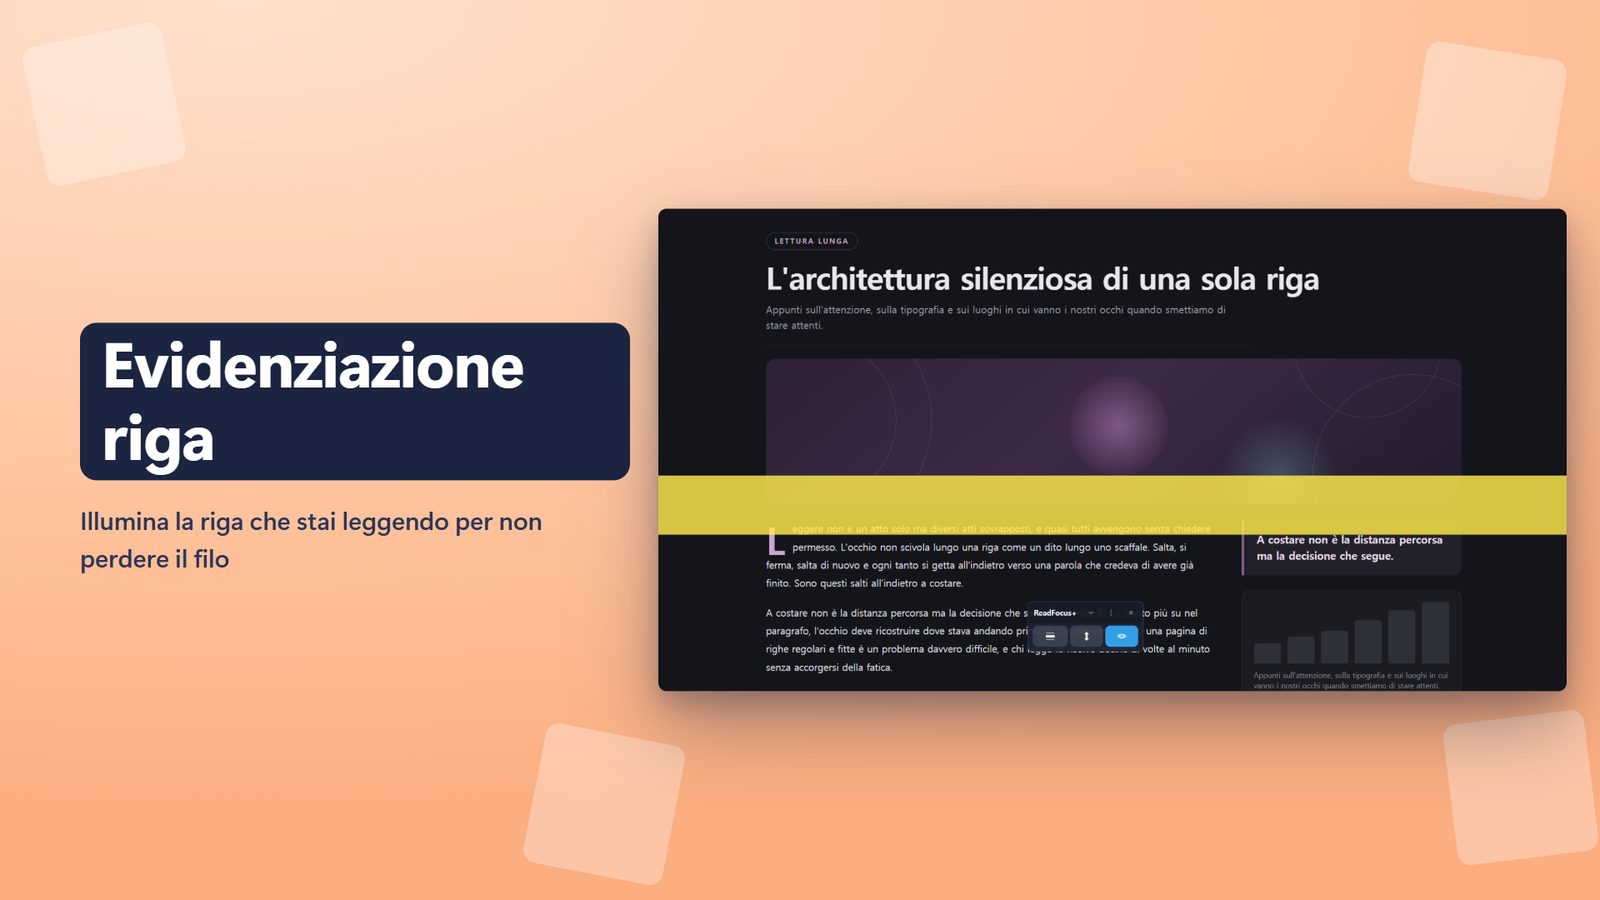 Evidenziazione
riga
Illumina la riga che stai leggendo per non
perdere il filo
LETTURA LUNGA
L'architettura silenziosa di una sola riga
Appunti sull'attenzione, sulla tipografia e sui luoghi in cui vanno i nostri occhi quando smettiamo di
stare attenti.
Leggere non è un atto solo ma diversi atti sovrapposti, e quasi tutti avvengono senza chiedere
permesso. L'occhio non scivola lungo una riga come un dito lungo uno scaffale. Salta, si
ferma, salta di nuovo e ogni tanto si getta all'indietro verso una parola che credeva di avere già
finito. Sono questi salti all'indietro a costare.
A costare non è la distanza percorsa ma la decisione che s to più su nel
paragrafo, l'occhio deve ricostruire dove stava andando pri una pagina di
righe regolari e fitte è un problema davvero difficile, e chi volte al minuto
senza accorgersi della fatica.
ReadFocus+
A costare non è la distanza percorsa
ma la decisione che segue.
Appunti sull'attenzione, sulla tipografia e sui luoghi in cui
vanno i nostri occhi quando smettiamo di stare attenti.